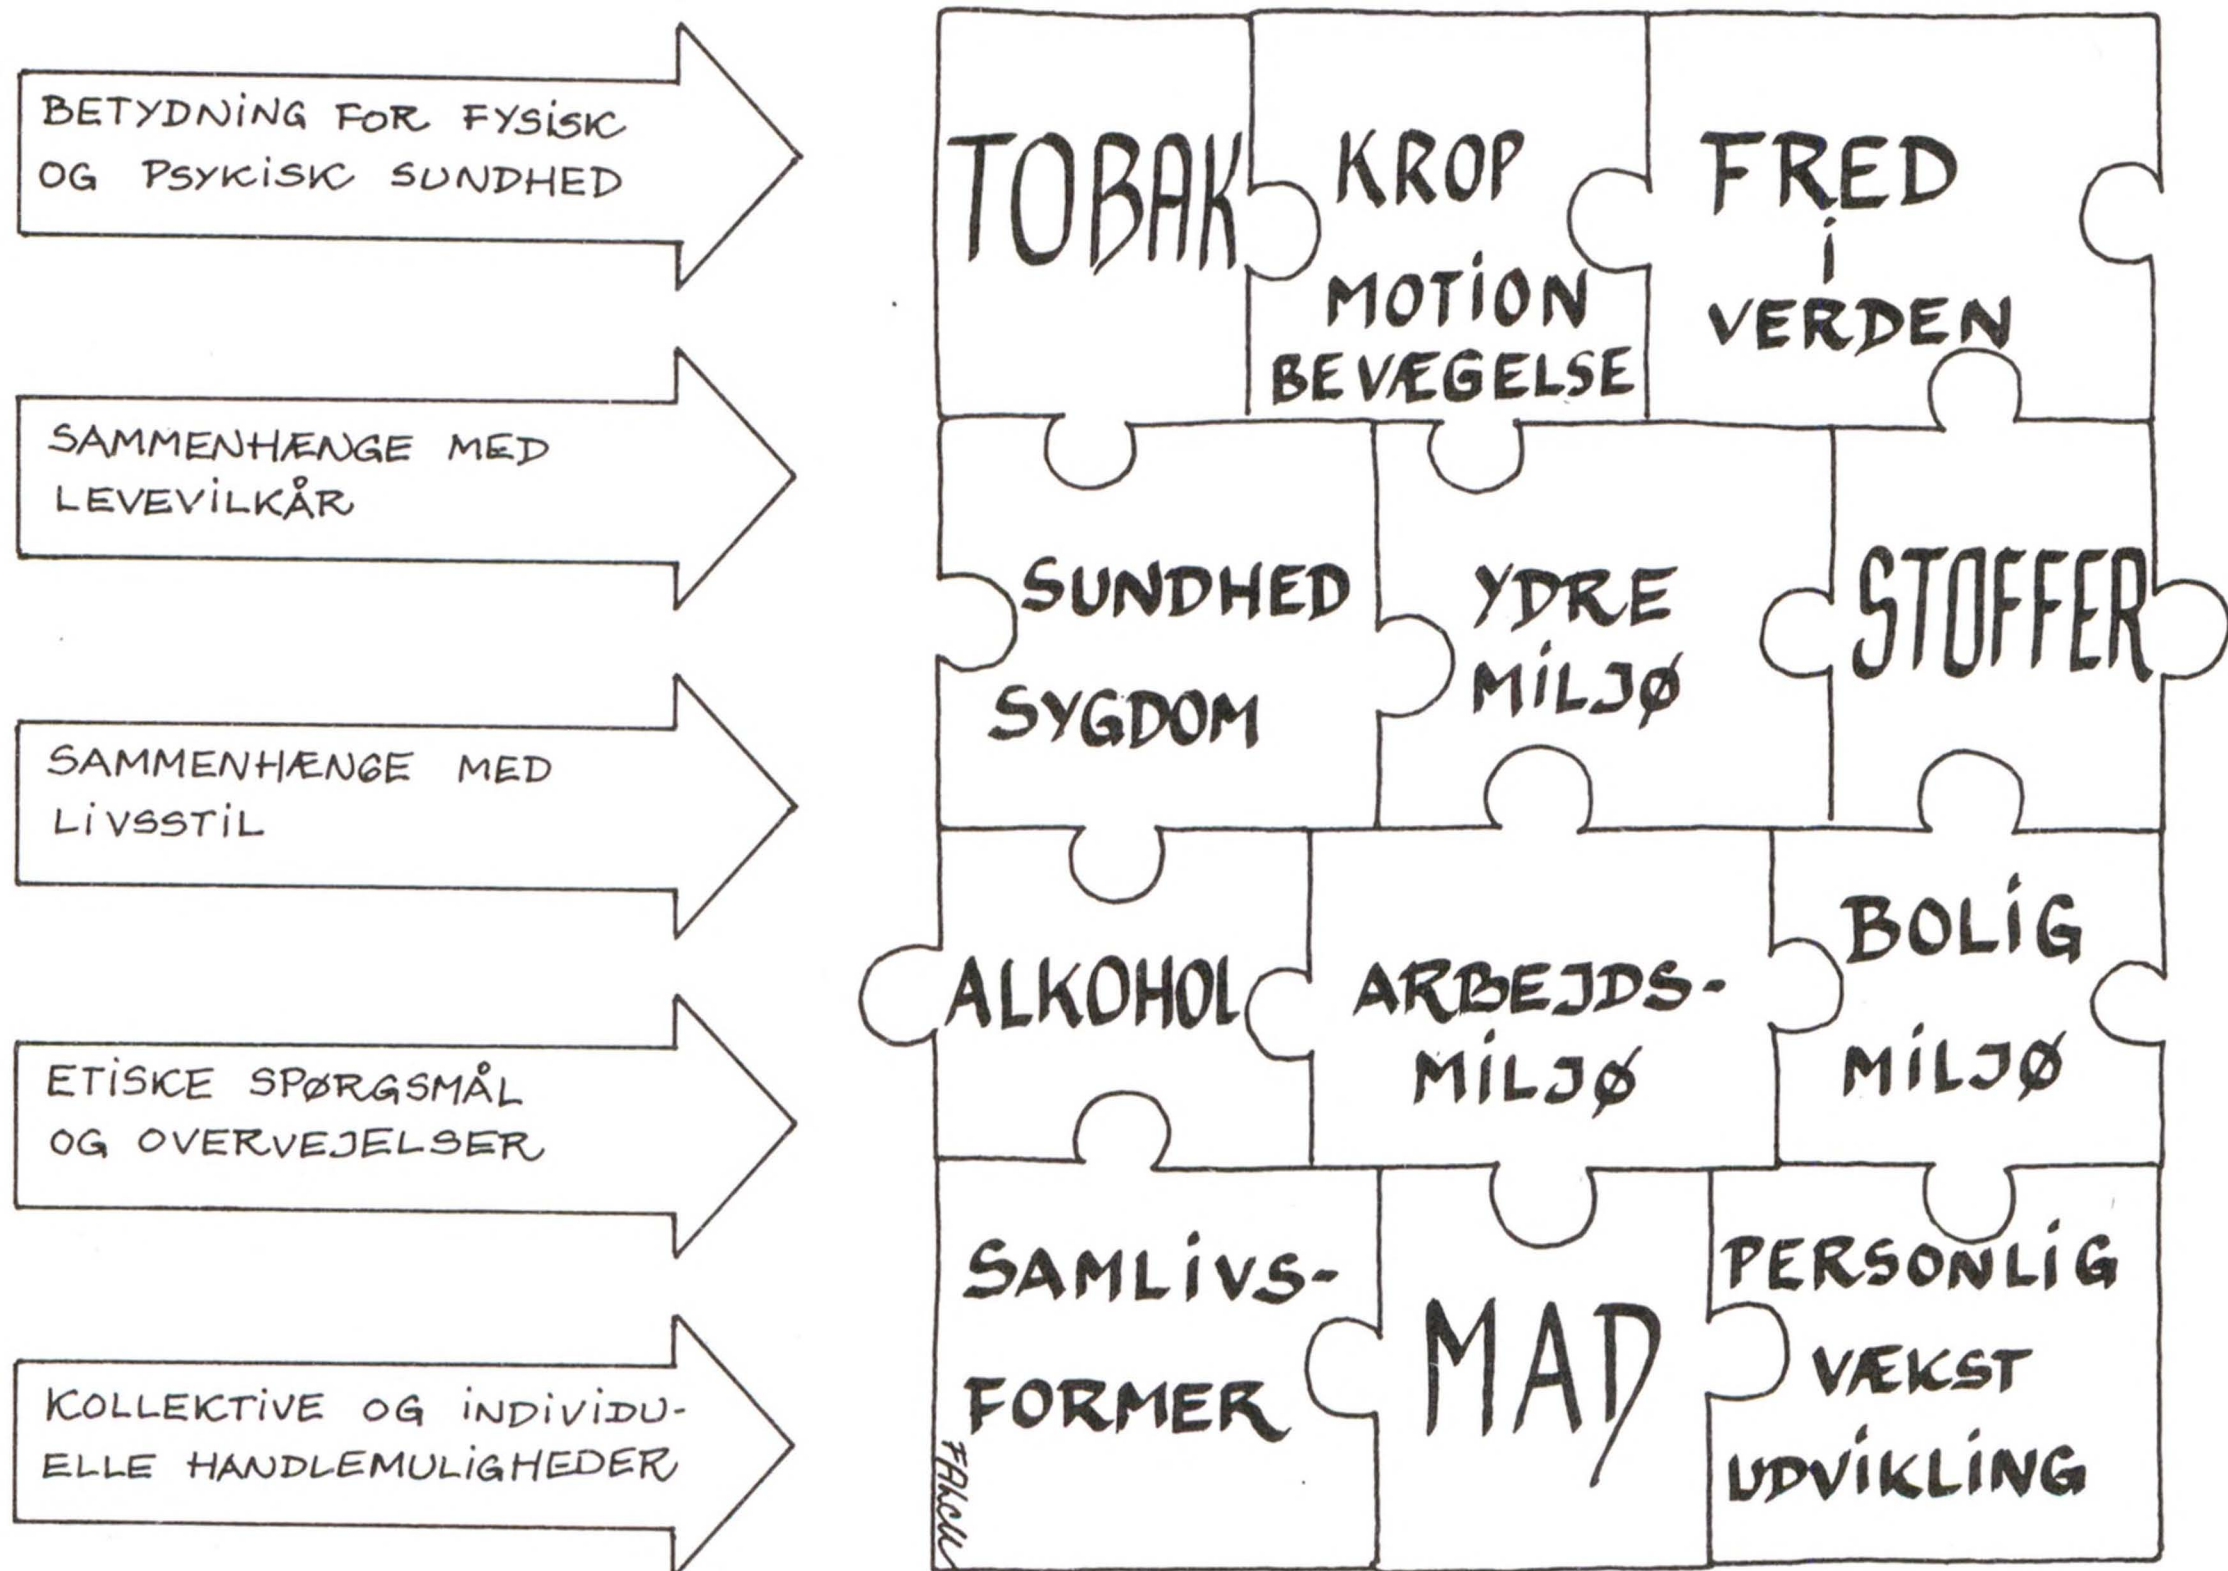 BETYDNING FOR FYSISK
OG PSYKISK SUNDHED
SAMMENHÆNGE MED
LEVEVILKÅR
SAMMENHÆNGE MED
LIVSSTIL
ETISKE SPØRGSMÅL
OG OVERVEJELSER
KOLLEKTIVE OG INDIVIDU-
ELLE HANDLEMULIGHEDER
TOBAK
KROP
MOTION
BEVÆGELSE
FRED
I
VERDEN
SUNDHED
SYGDOM
YDRE
MILJØ
STOFFER
ALKOHOL
ARBEJDS-
MILJØ
BOLIG
MILJØ
SAMLIVS-
FORMER
MAD
PERSONLIG
VÆKST
UDVIKLING